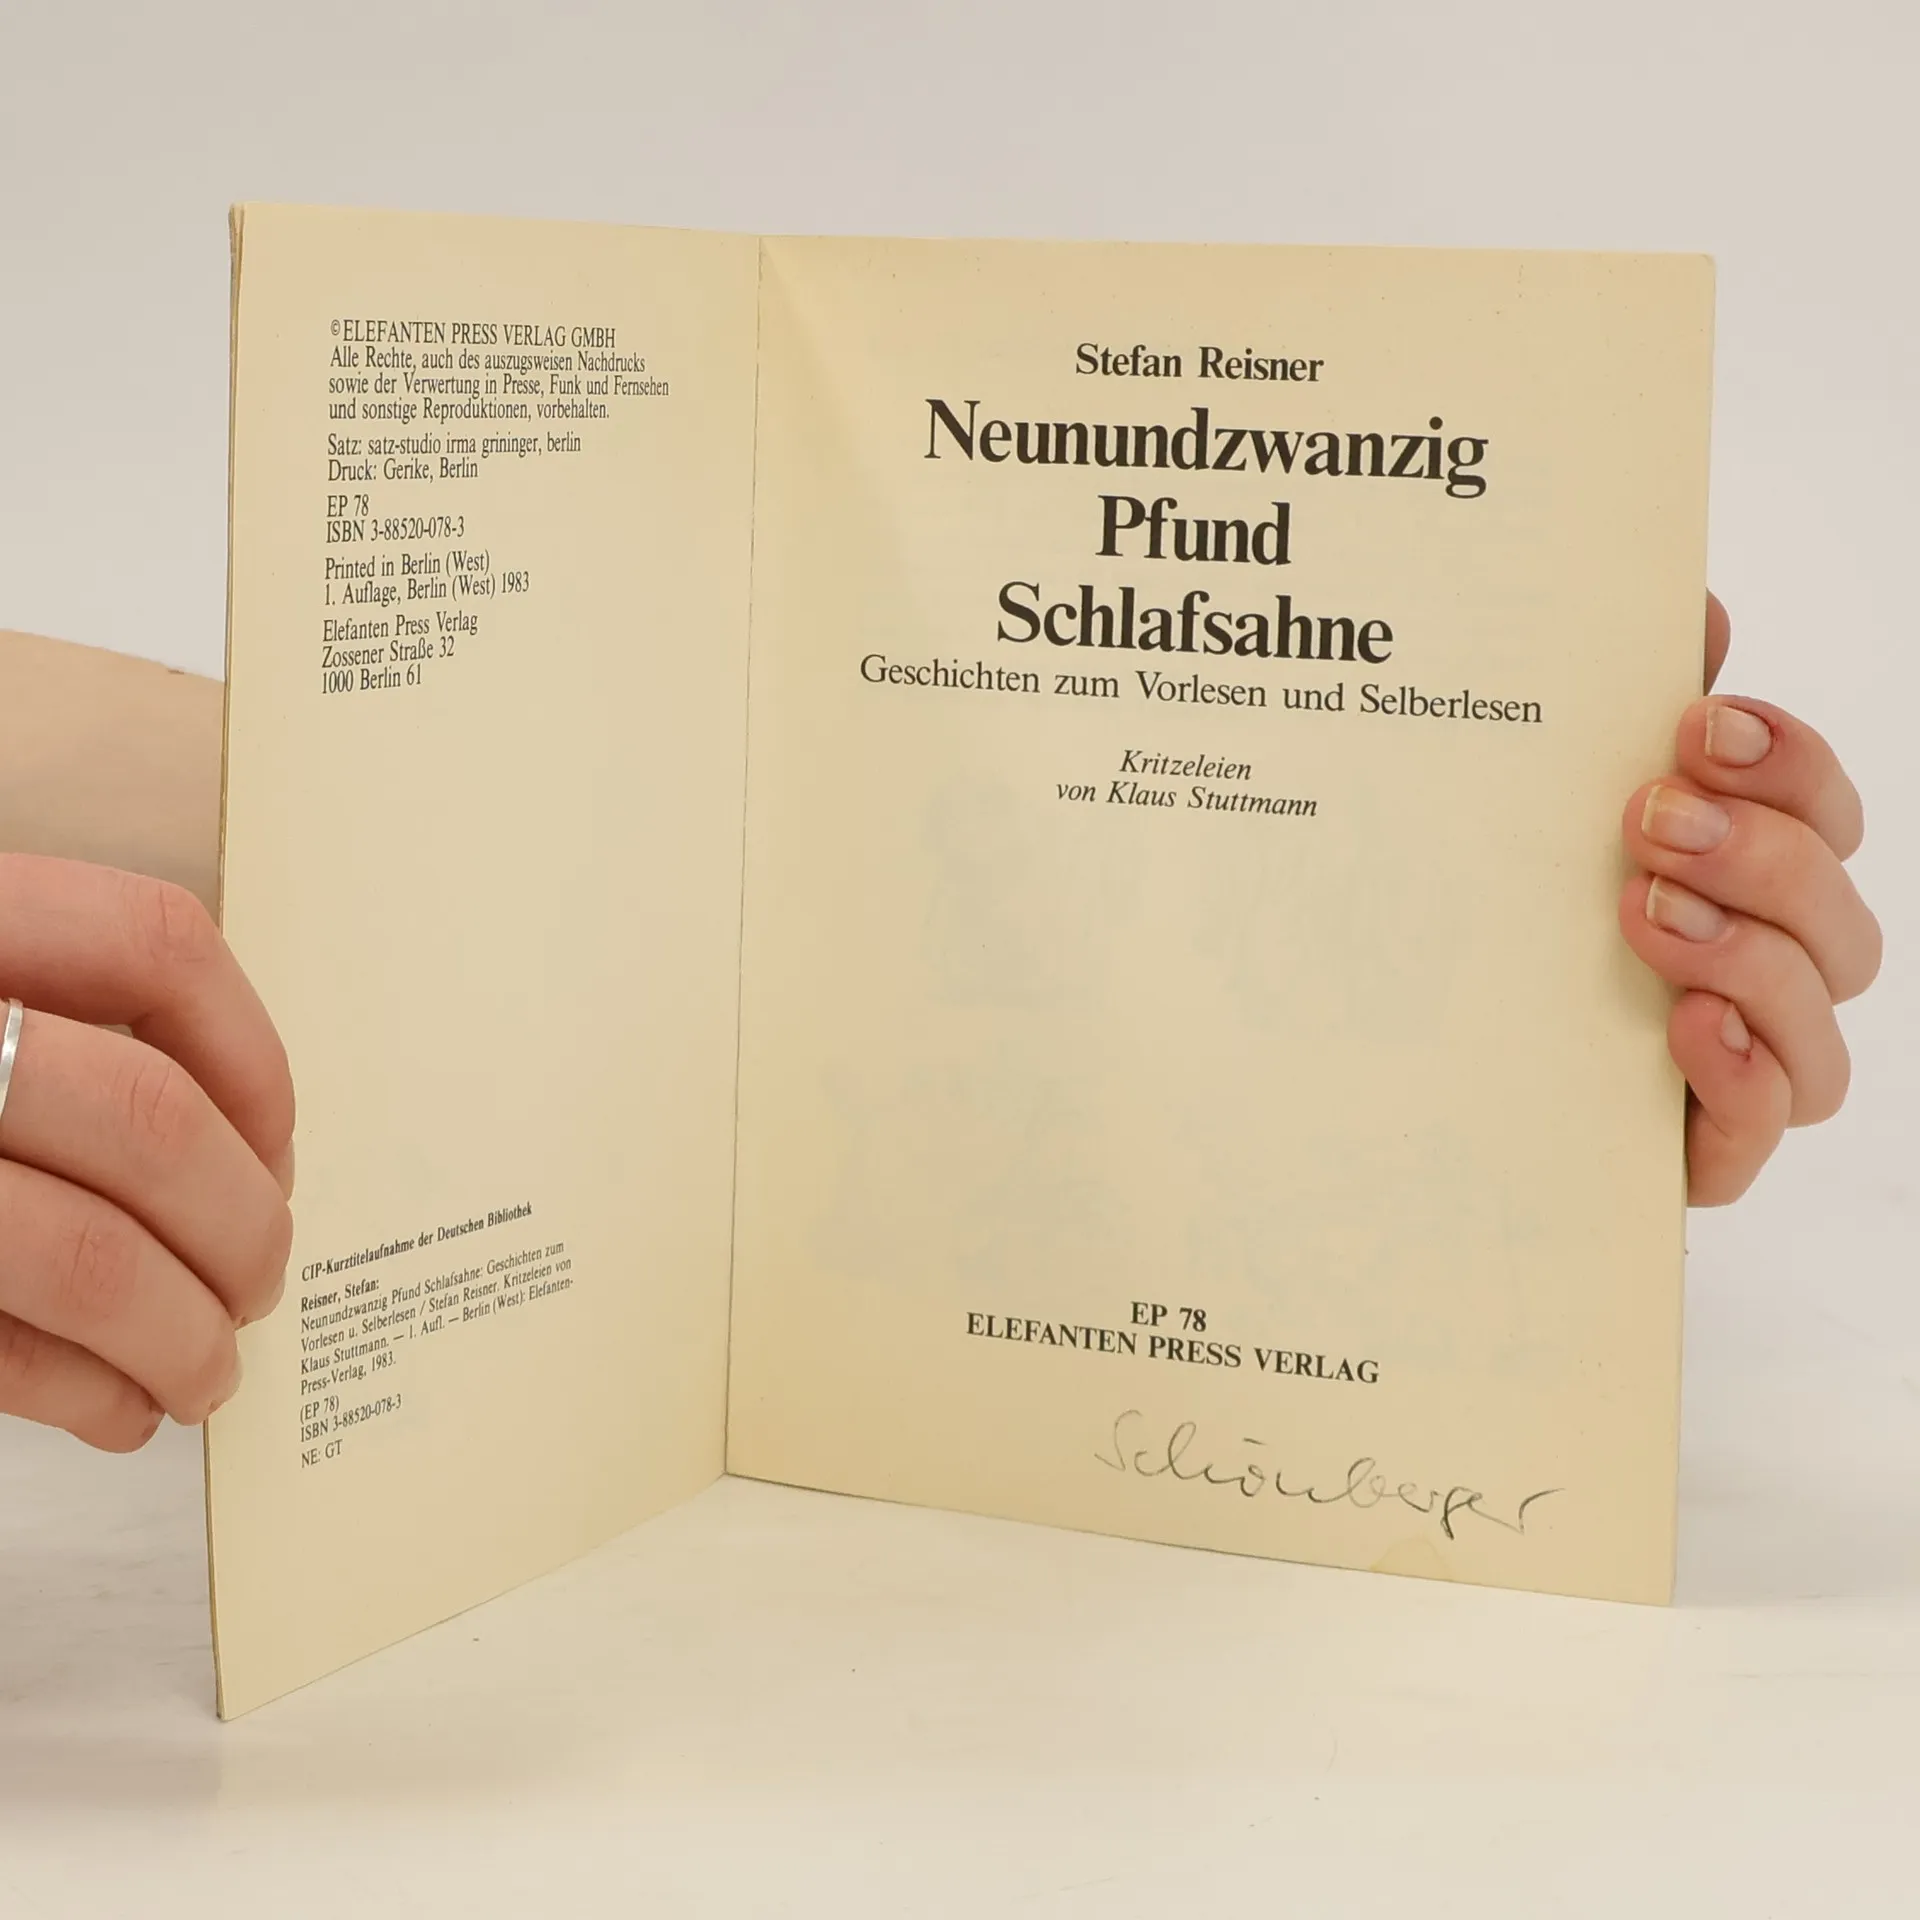 ©ELEFANTEN PRESS VERLAG GMBH
Alle Rechte, auch des auszugsweisen Nachdrucks
sowie der Verwertung in Presse, Funk und Fernsehen
und sonstige Reproduktionen, vorbehalten.
Satz: satz-studio irma grininger, berlin
Druck: Gerike, Berlin
EP 78
ISBN 3-88520-078-3
Printed in Berlin (West)
1. Auflage, Berlin (West) 1983
Elefanten Press Verlag
Zossener Straße 32
1000 Berlin 61
CIP-Kurztitelaufnahme der Deutschen Bibliothek
Reisner, Stefan:
Neunundzwanzig Pfund Schlafsahne: Geschichten zum
Vorlesen u. Selberlesen / Stefan Reisner. Kritzeleien von
Klaus Stuttmann. — 1. Aufl. — Berlin (West): Elefanten-
Press-Verlag, 1983.
(EP 78)
ISBN 3-88520-078-3
NE: GT
Stefan Reisner
Neunundzwanzig
Pfund
Schlafsahne
Geschichten zum Vorlesen und Selberlesen
Kritzeleien
von Klaus Stuttmann
EP 78
ELEFANTEN PRESS VERLAG
Schönberger